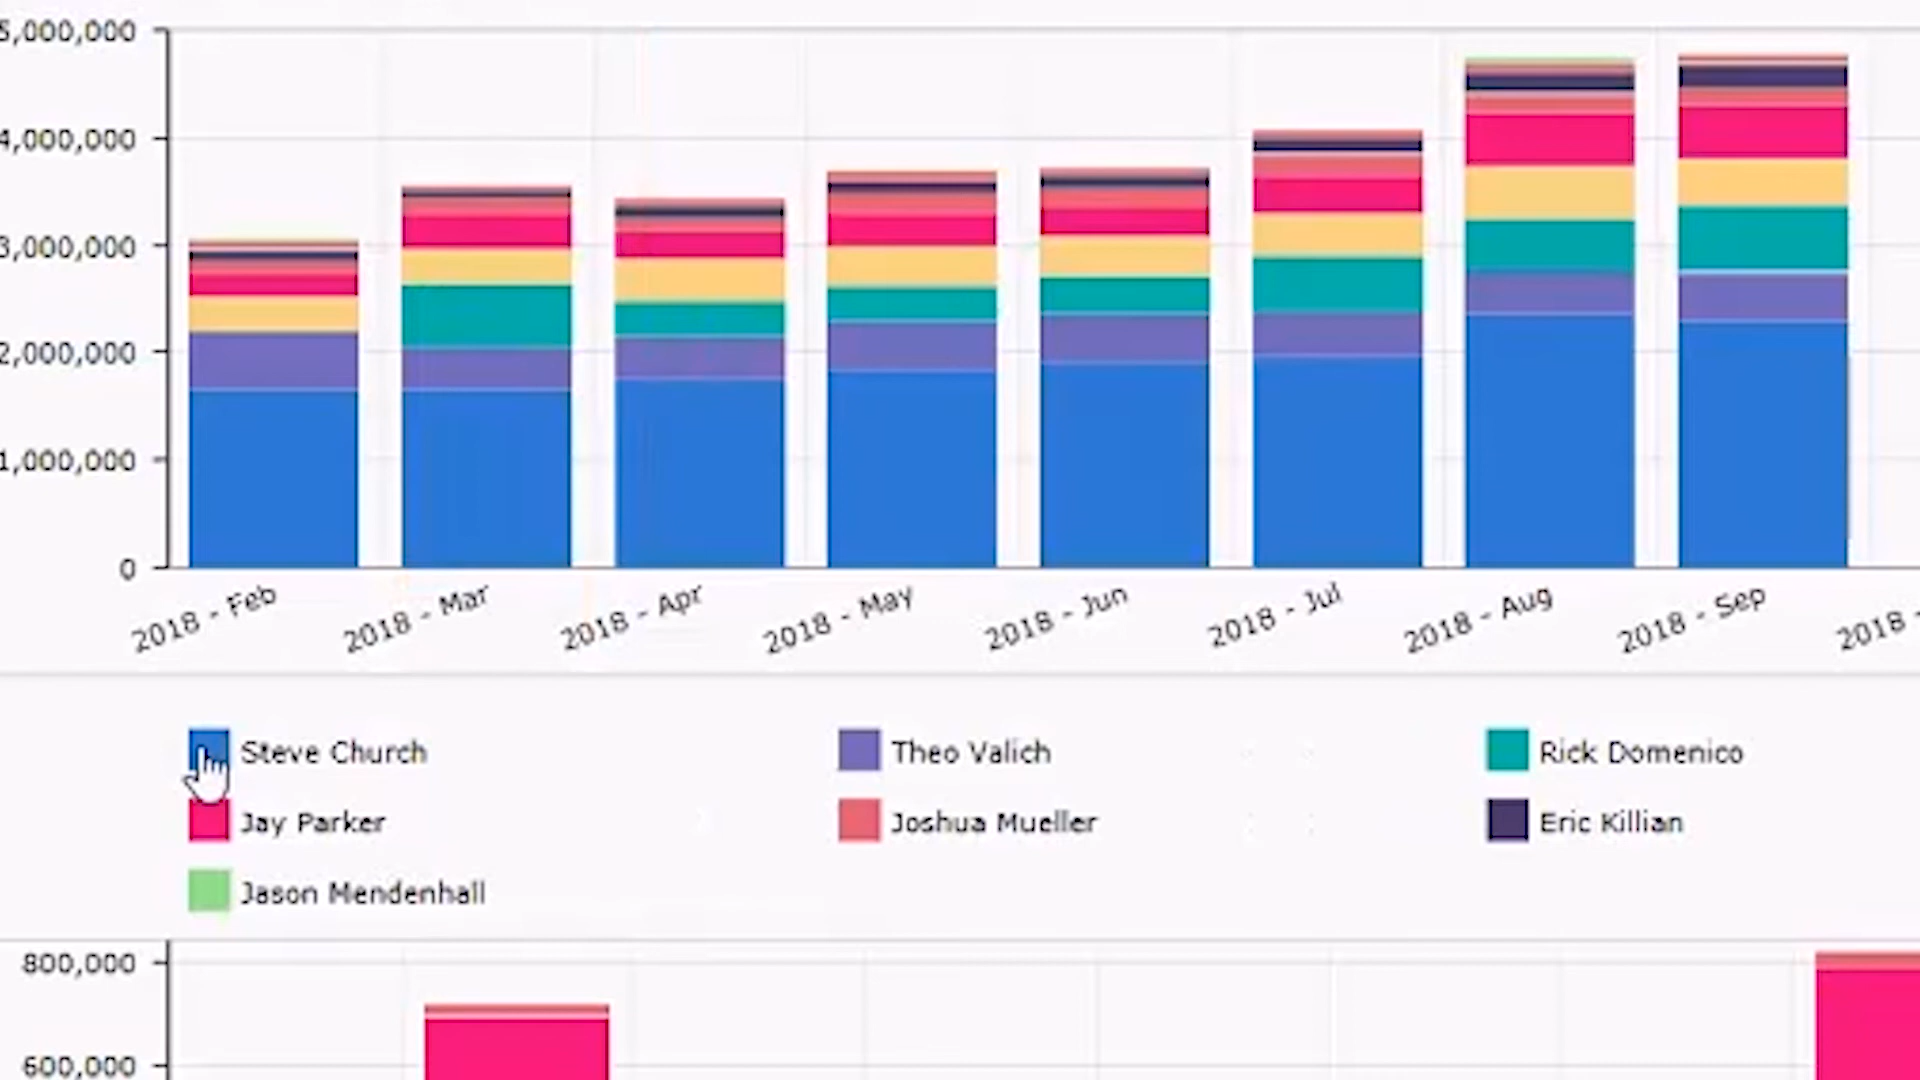 5,000,000
4,000,000
3,000,000
2,000,000
1,000,000
0
2018 - Feb 2018 - Mar 2018 - Apr 2018 - May 2018 - Jun 2018 - Jul 2018 - Aug 2018 - Sep 2018 -
Steve Church Theo Valich Rick Domenico
Jay Parker Joshua Mueller Eric Killian
Jason Mendenhall
800,000
600,000